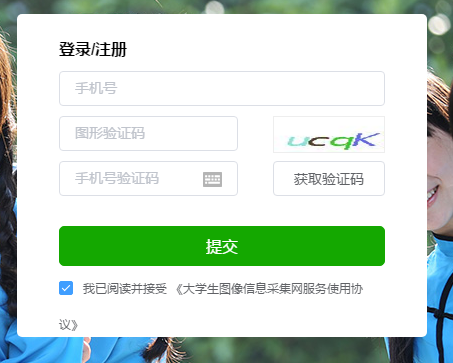 登录/注册
手机号
图形验证码
ucqK
手机号验证码
获取验证码
提交
我已阅读并接受 《大学生图像信息采集网服务使用协
议》